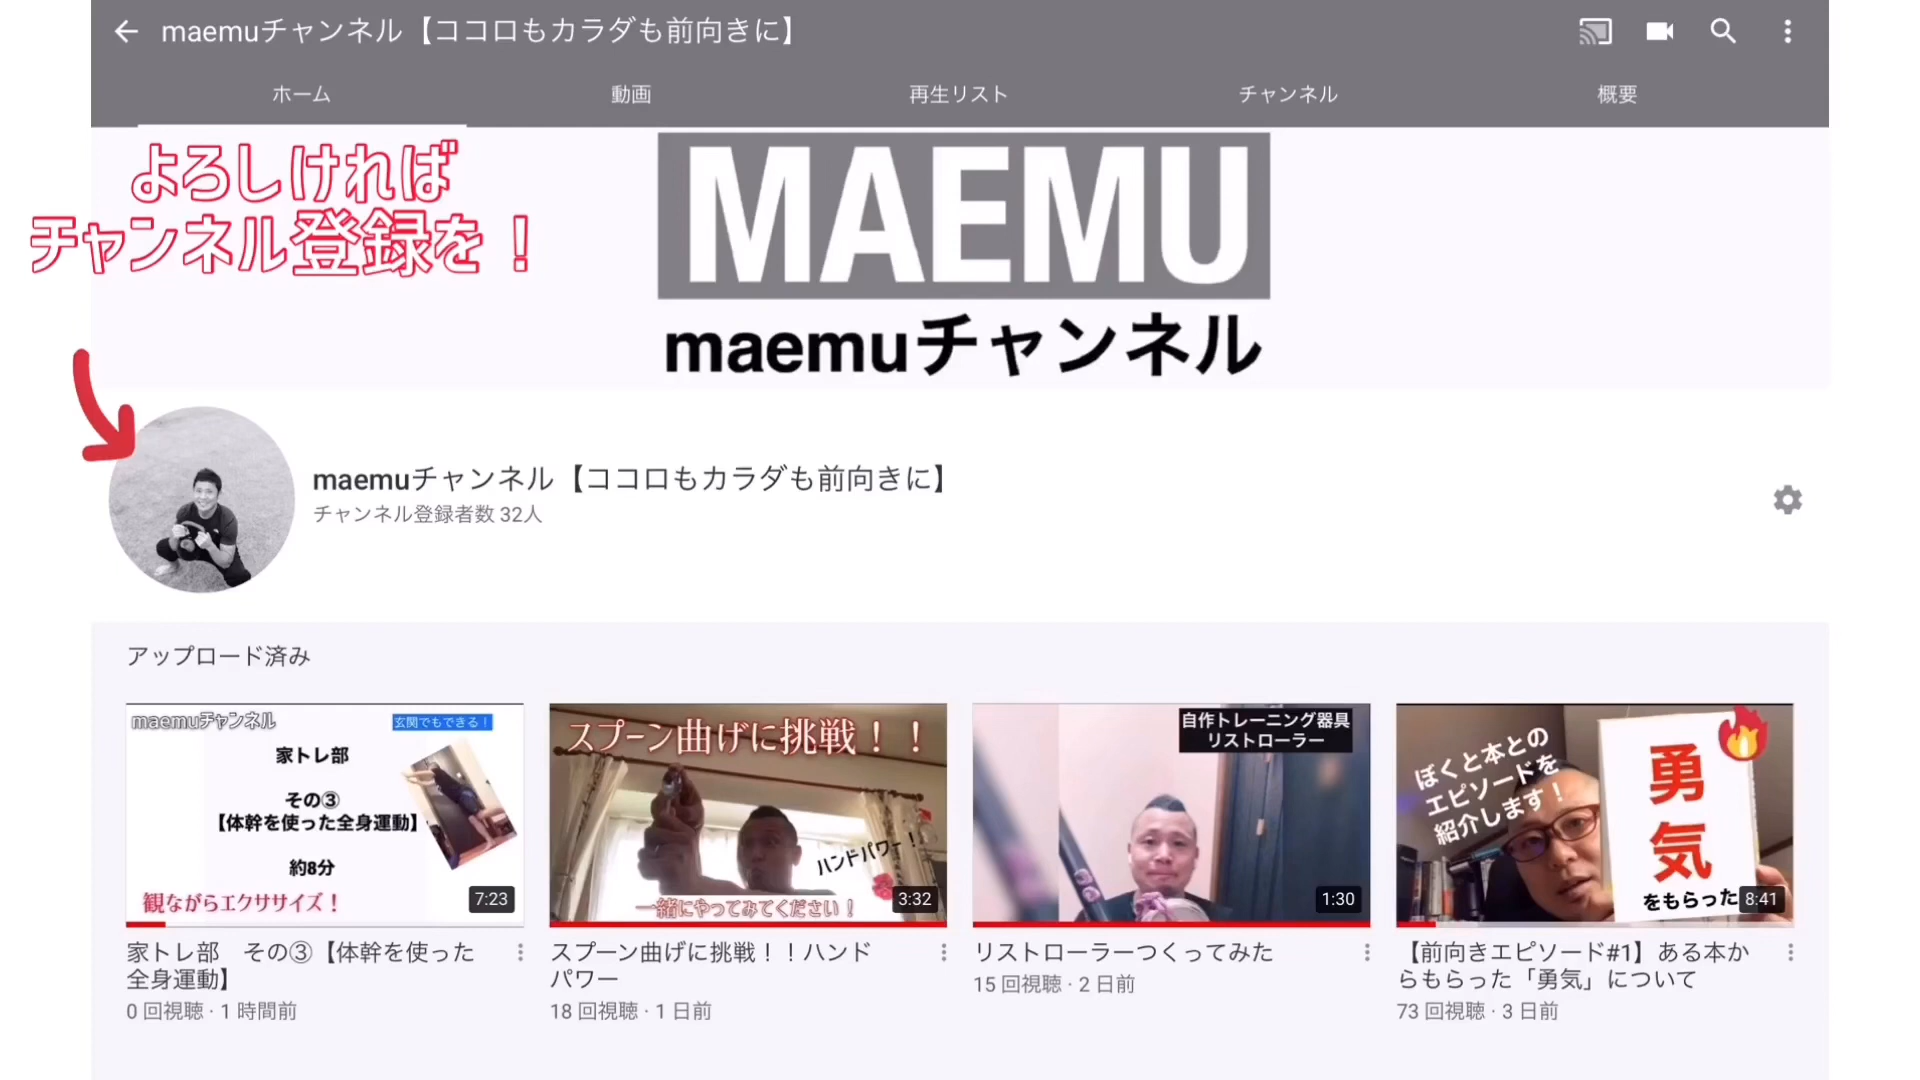 maemuチャンネル【ココロもカラダも前向きに】
ホーム
動画
再生リスト
チャンネル
概要
よろしければ
チャンネル登録を！
MAEMU
maemuチャンネル
maemuチャンネル【ココロもカラダも前向きに】
チャンネル登録者数 32人
アップロード済み
maemuチャンネル
玄関でもできる！
家トレ部
その③
【体幹を使った全身運動】
約8分
観ながらエクササイズ！
7:23
家トレ部　その③【体幹を使った
全身運動】
0 回視聴 · 1 時間前
スプーン曲げに挑戦！！
ハンドパワー！
一緒にやってみてください！
3:32
スプーン曲げに挑戦！！ハンド
パワー
18 回視聴 · 1 日前
自作トレーニング器具
リストローラー
1:30
リストローラーつくってみた
15 回視聴 · 2 日前
ぼくと本との
エピソードを
紹介します！
勇
気
をもらった
8:41
【前向きエピソード#1】ある本か
らもらった「勇気」について
73 回視聴 · 3 日前